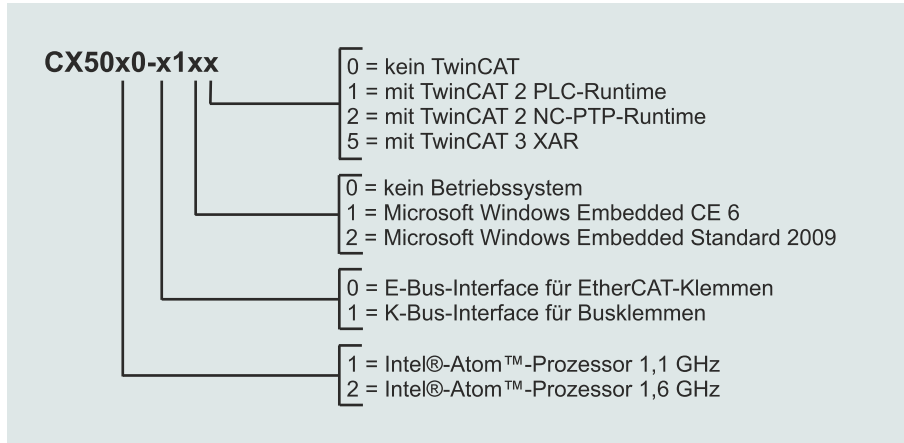 CX50x0-x1xx
0 = kein TwinCAT
1 = mit TwinCAT 2 PLC-Runtime
2 = mit TwinCAT 2 NC-PTP-Runtime
5 = mit TwinCAT 3 XAR
0 = kein Betriebssystem
1 = Microsoft Windows Embedded CE 6
2 = Microsoft Windows Embedded Standard 2009
0 = E-Bus-Interface für EtherCAT-Klemmen
1 = K-Bus-Interface für Busklemmen
1 = Intel®-Atom™-Prozessor 1,1 GHz
2 = Intel®-Atom™-Prozessor 1,6 GHz